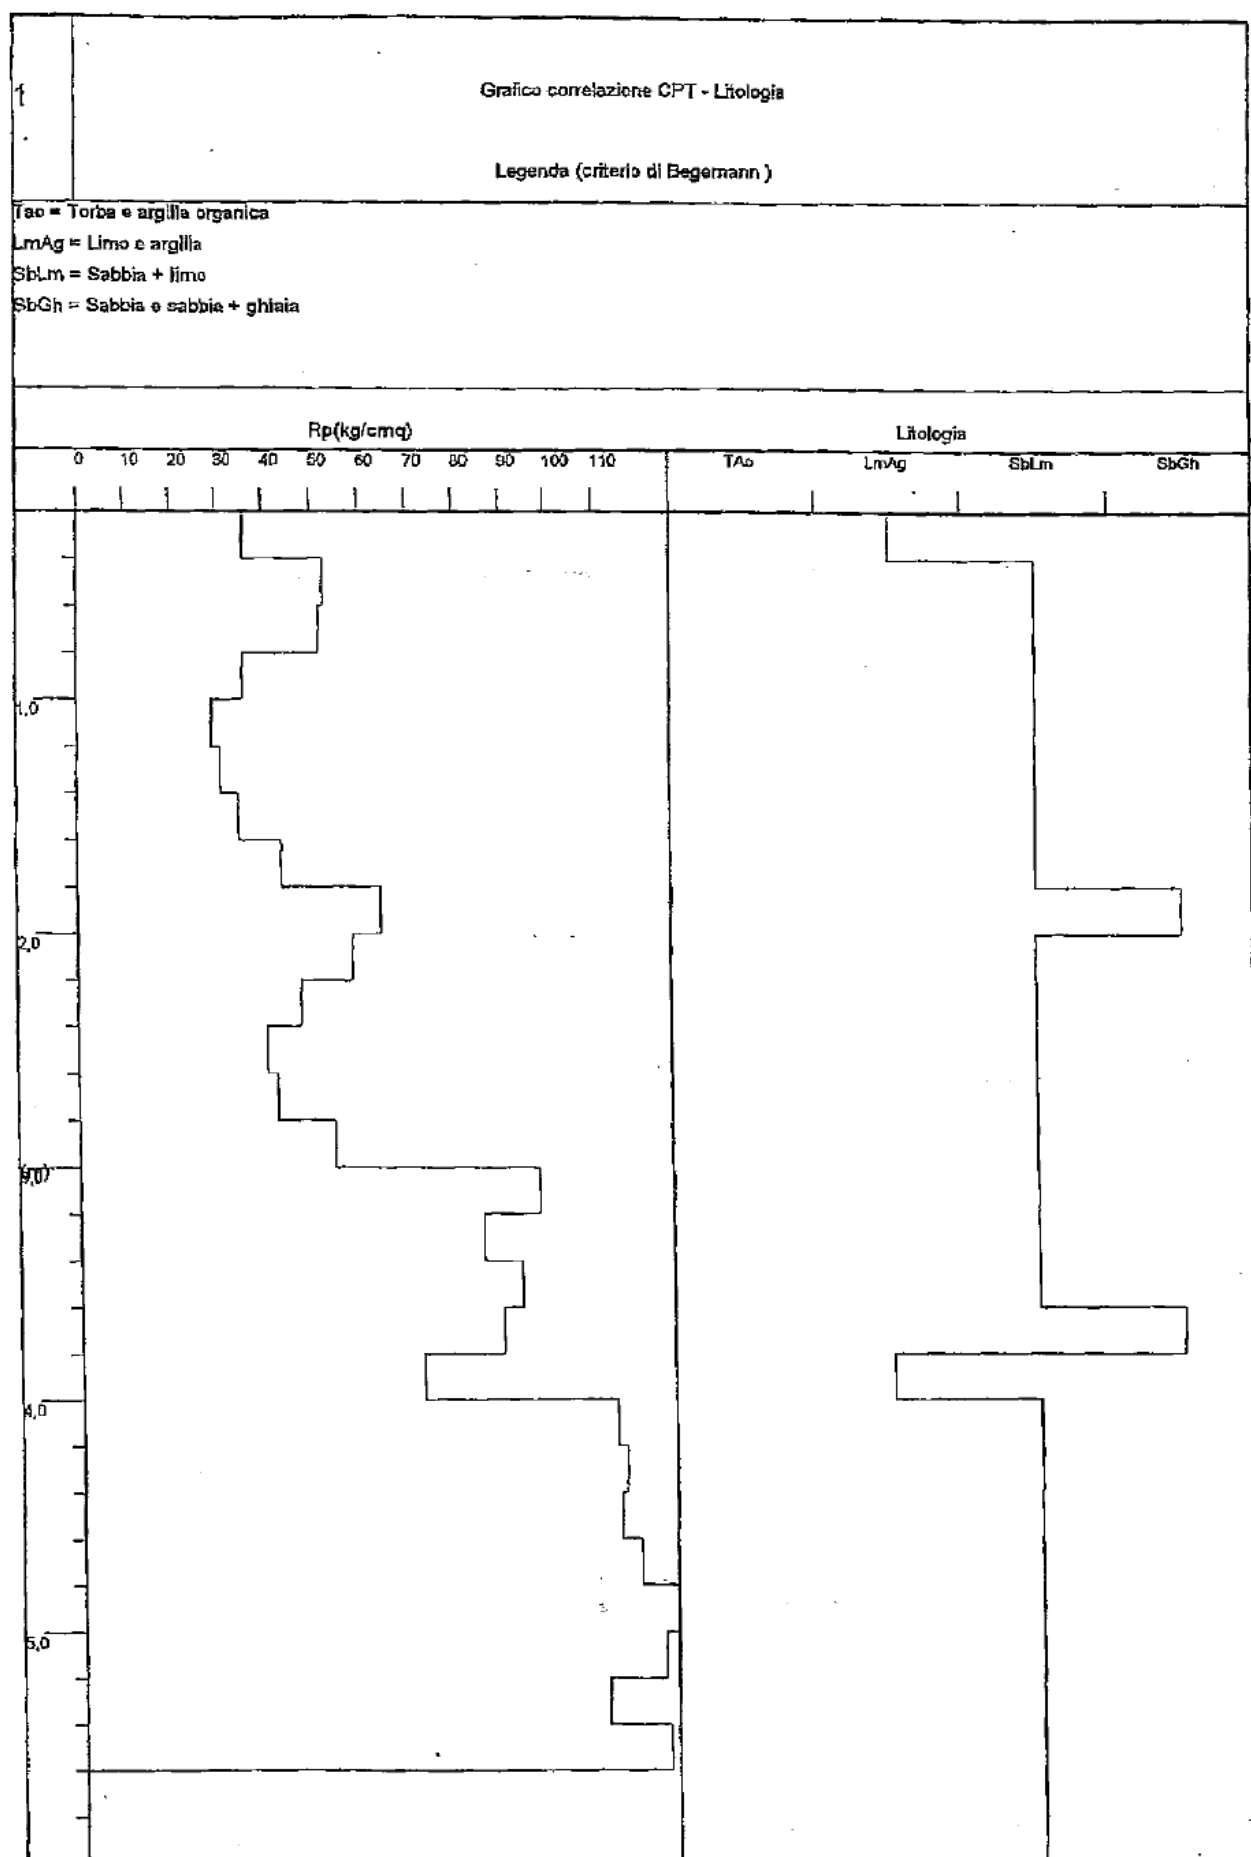 1
Grafico correlazione CPT - Litologia
Legenda (criterio di Begemann )
Tao = Torba e argilla organica
LmAg = Limo e argilla
SbLm = Sabbia + limo
SbGh = Sabbia e sabbia + ghiaia
Rp(kg/cmq) Litologia
0 10 20 30 40 50 60 70 80 90 100 110 TAo LmAg SbLm SbGh
1,0
2,0
4,0
5,0